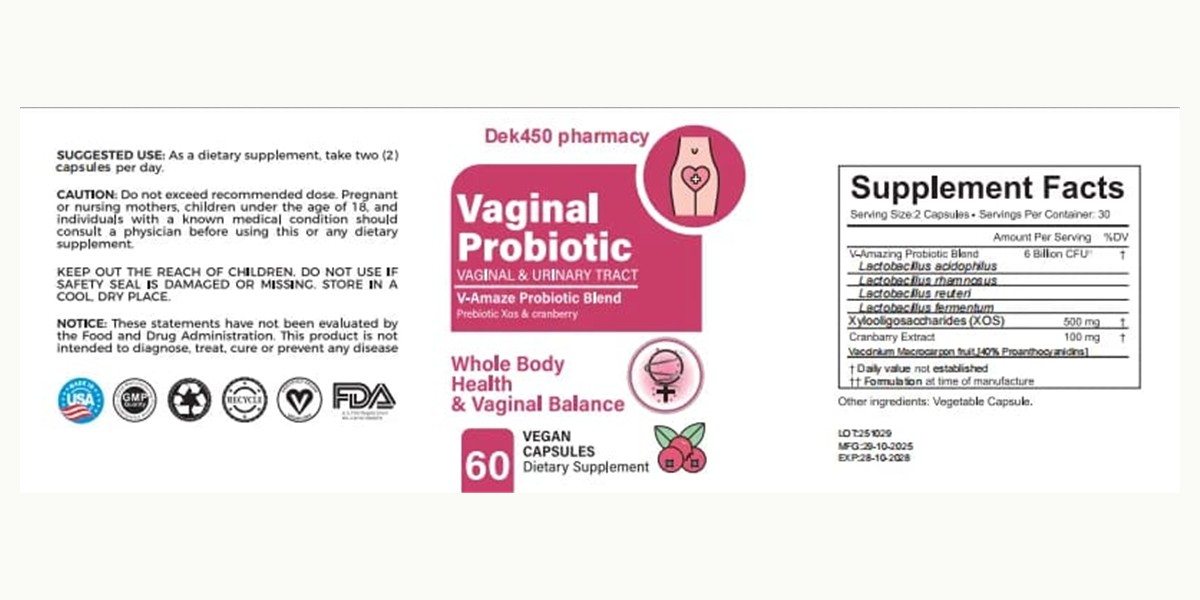 SUGGESTED USE: As a dietary supplement, take two (2)
capsules per day.
CAUTION: Do not exceed recommended dose. Pregnant
or nursing mothers, children under the age of 18, and
individuals with a known medical condition should
consult a physician before using this or any dietary
supplement.
KEEP OUT THE REACH OF CHILDREN. DO NOT USE IF
SAFETY SEAL IS DAMAGED OR MISSING. STORE IN A
COOL, DRY PLACE.
NOTICE: These statements have not been evaluated by
the Food and Drug Administration. This product is not
intended to diagnose, treat, cure or prevent any disease
MADE IN
USA
GMP
Quality
RECYCLE
FDA
Dek450 pharmacy
Vaginal
Probiotic
VAGINAL & URINARY TRACT
V-Amaze Probiotic Blend
Prebiotic Xos & cranberry
Whole Body
Health
& Vaginal Balance
60
VEGAN
CAPSULES
Dietary Supplement
Supplement Facts
Serving Size:2 Capsules • Servings Per Container: 30
Amount Per Serving %DV
V-Amazing Probiotic Blend 6 Billion CFU †
Lactobacillus acidophilus
Lactobacillus rhamnosus
Lactobacillus reuteri
Lactobacillus fermentum
Xylooligosaccharides (XOS) 500 mg †
Cranbarry Extract 100 mg †
Vaccinium Macrocarpon fruit,[40% Proanthocyanidins]
† Daily value not established
†† Formulation at time of manufacture
Other ingredients: Vegetable Capsule.
LOT:251029
MFG:29-10-2025
EXP:28-10-2028